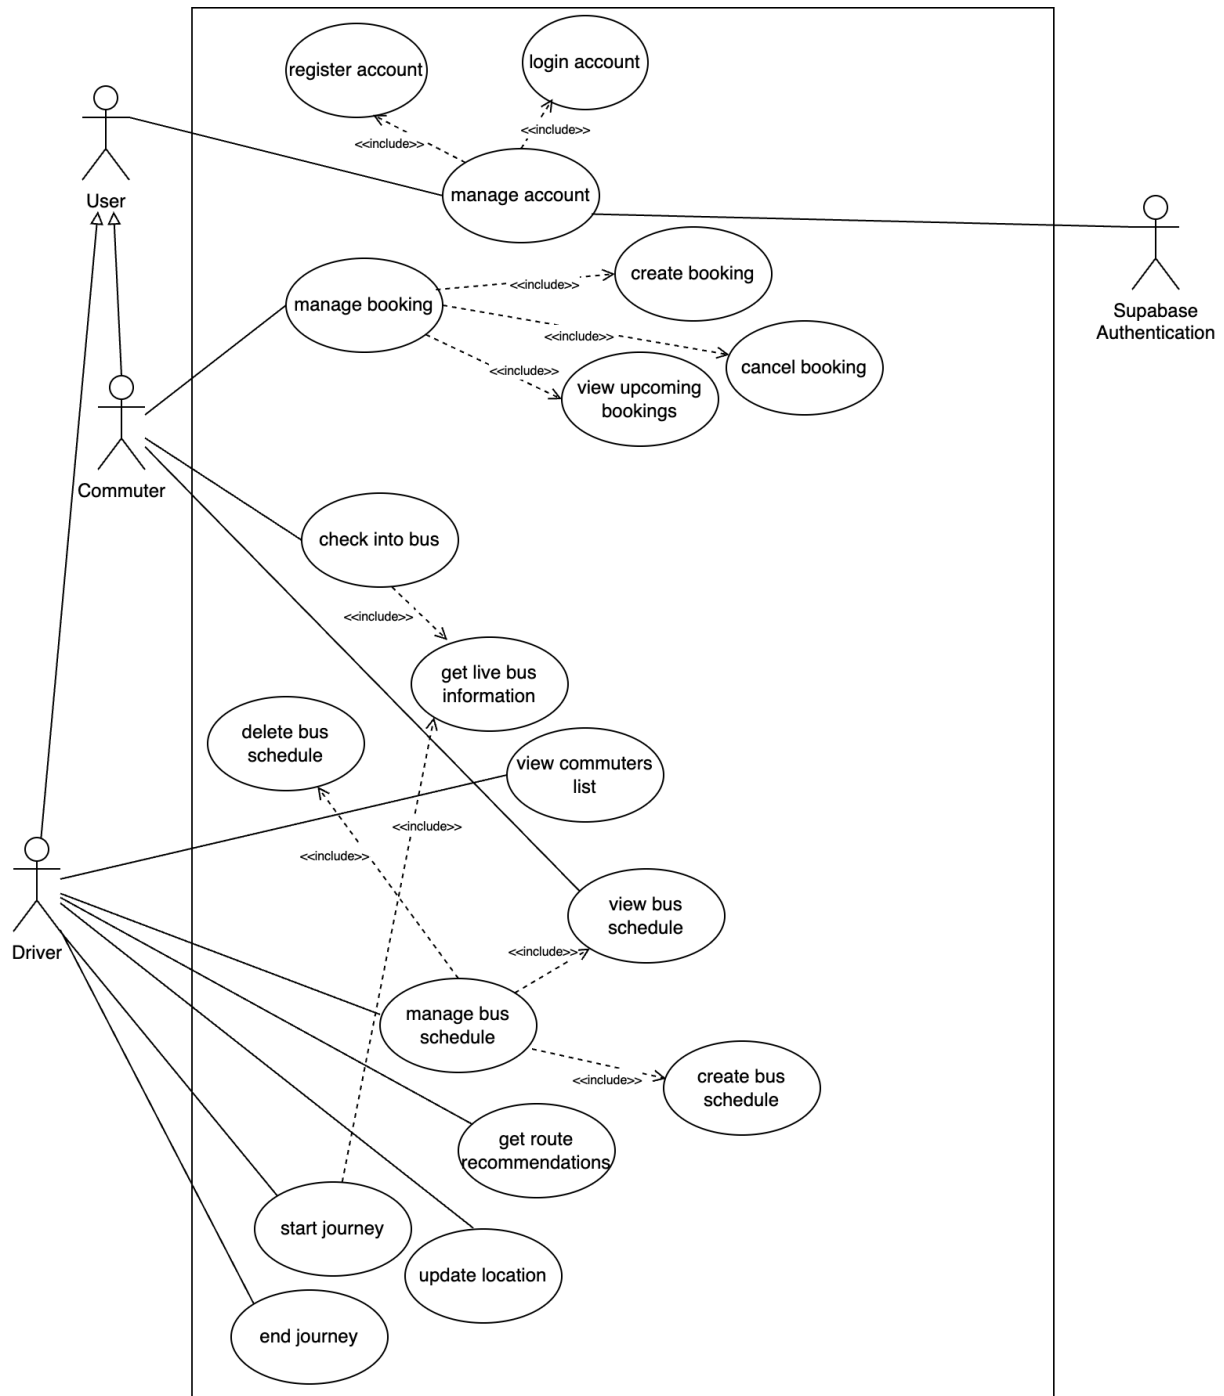 register account
login account
<<include>>
<<include>>
manage account
User
create booking
<<include>>
manage booking
Supabase
Authentication
<<include>>
cancel booking
<<include>>
view upcoming
bookings
Commuter
check into bus
<<include>>
get live bus
information
delete bus
schedule
view commuters
list
<<include>>
<<include>>
view bus
schedule
Driver
<<include>>
manage bus
schedule
<<include>>
create bus
schedule
get route
recommendations
start journey
update location
end journey